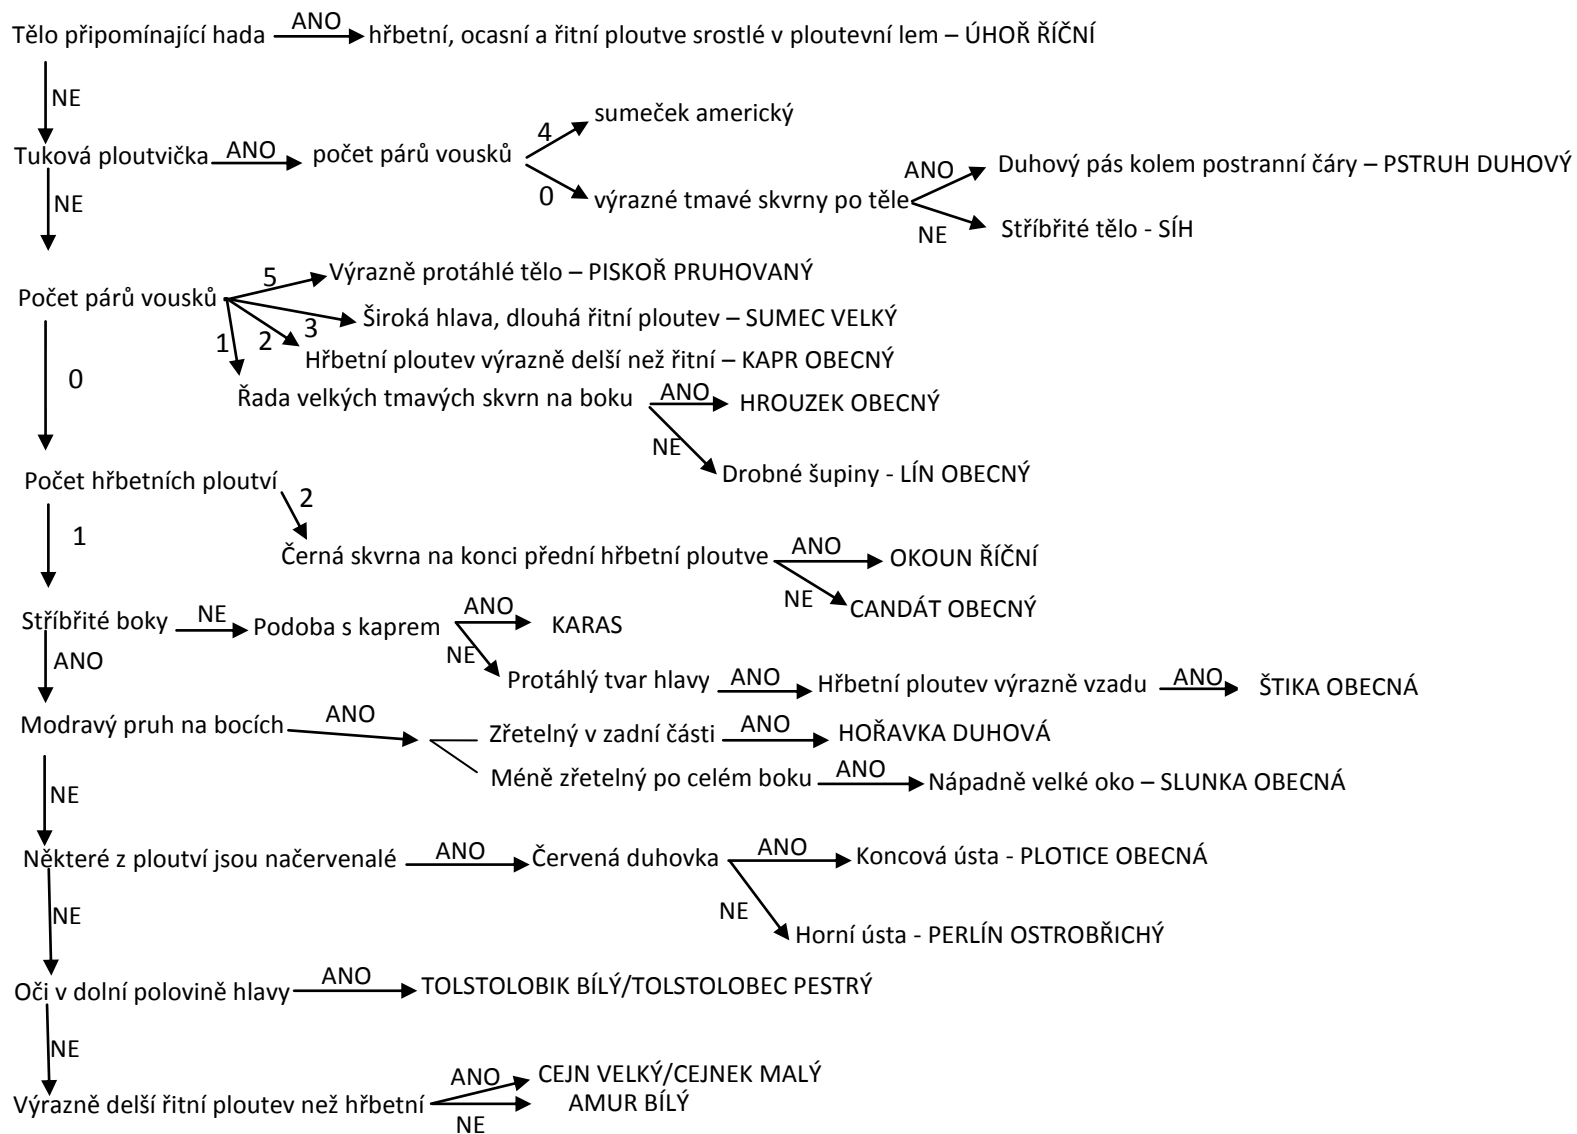 Tělo připomínající hada ANO hřbetní, ocasní a řitní ploutve srostlé v ploutevní lem – ÚHOŘ ŘÍČNÍ
NE
sumeček americký
4
Tuková ploutvička ANO počet párů vousků
ANO Duhový pás kolem postranní čáry – PSTRUH DUHOVÝ
0 výrazné tmavé skvrny po těle
NE
NE Stříbřité tělo - SÍH
5 Výrazně protáhlé tělo – PISKOŘ PRUHOVANÝ
Počet párů vousků
3 Široká hlava, dlouhá řitní ploutev – SUMEC VELKÝ
1 2 Hřbetní ploutev výrazně delší než řitní – KAPR OBECNÝ
0
Řada velkých tmavých skvrn na boku ANO HROUZEK OBECNÝ
NE
Drobné šupiny - LÍN OBECNÝ
Počet hřbetních ploutví 2
1
Černá skvrna na konci přední hřbetní ploutve ANO OKOUN ŘÍČNÍ
NE CANDÁT OBECNÝ
Stříbřité boky NE Podoba s kaprem ANO KARAS
ANO NE
Protáhlý tvar hlavy ANO Hřbetní ploutev výrazně vzadu ANO ŠTIKA OBECNÁ
Modravý pruh na bocích ANO Zřetelný v zadní části ANO HOŘAVKA DUHOVÁ
Méně zřetelný po celém boku ANO Nápadně velké oko – SLUNKA OBECNÁ
NE
Některé z ploutví jsou načervenalé ANO Červená duhovka ANO Koncová ústa - PLOTICE OBECNÁ
NE NE
Horní ústa - PERLÍN OSTROBŘICHÝ
Oči v dolní polovině hlavy ANO TOLSTOLOBIK BÍLÝ/TOLSTOLOBEC PESTRÝ
NE
ANO CEJN VELKÝ/CEJNEK MALÝ
Výrazně delší řitní ploutev než hřbetní AMUR BÍLÝ
NE